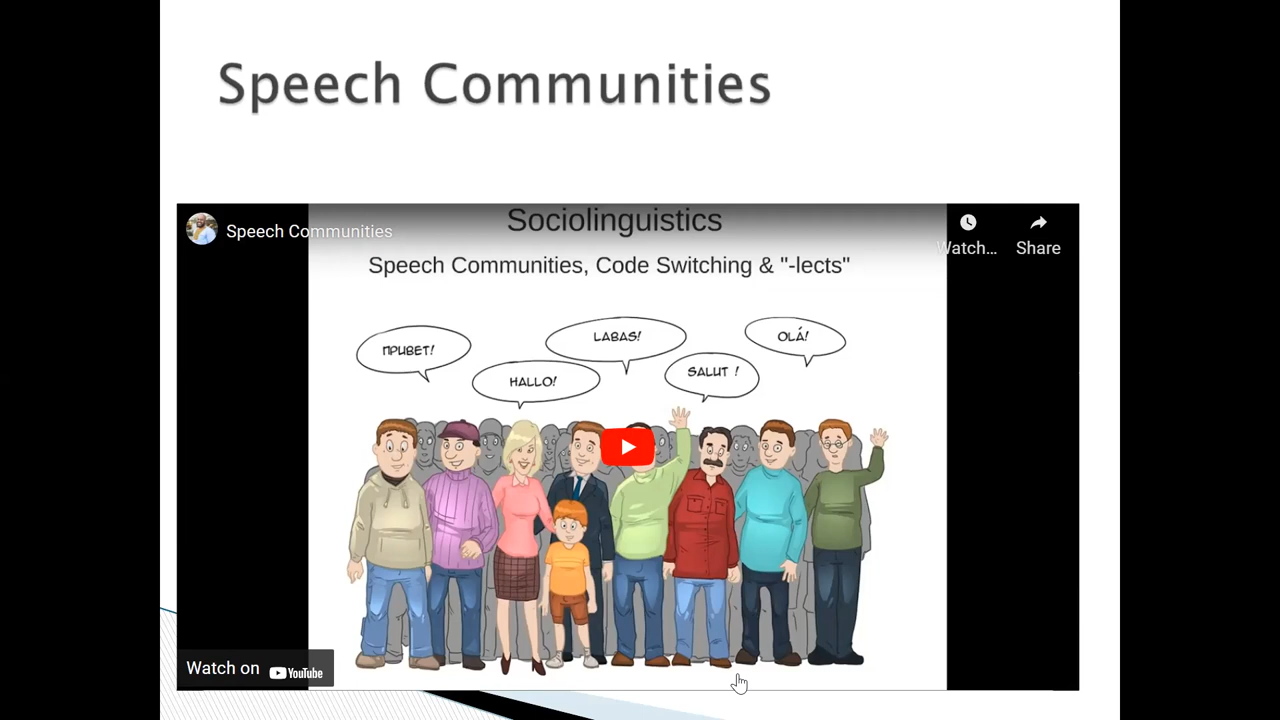 Speech Communities
Speech Communities
Sociolinguistics
Watch...
Share
Speech Communities, Code Switching & "-lects"
ПРИВЕТ!
HALLO!
LABAS!
SALUT !
OLÁ!
Watch on YouTube